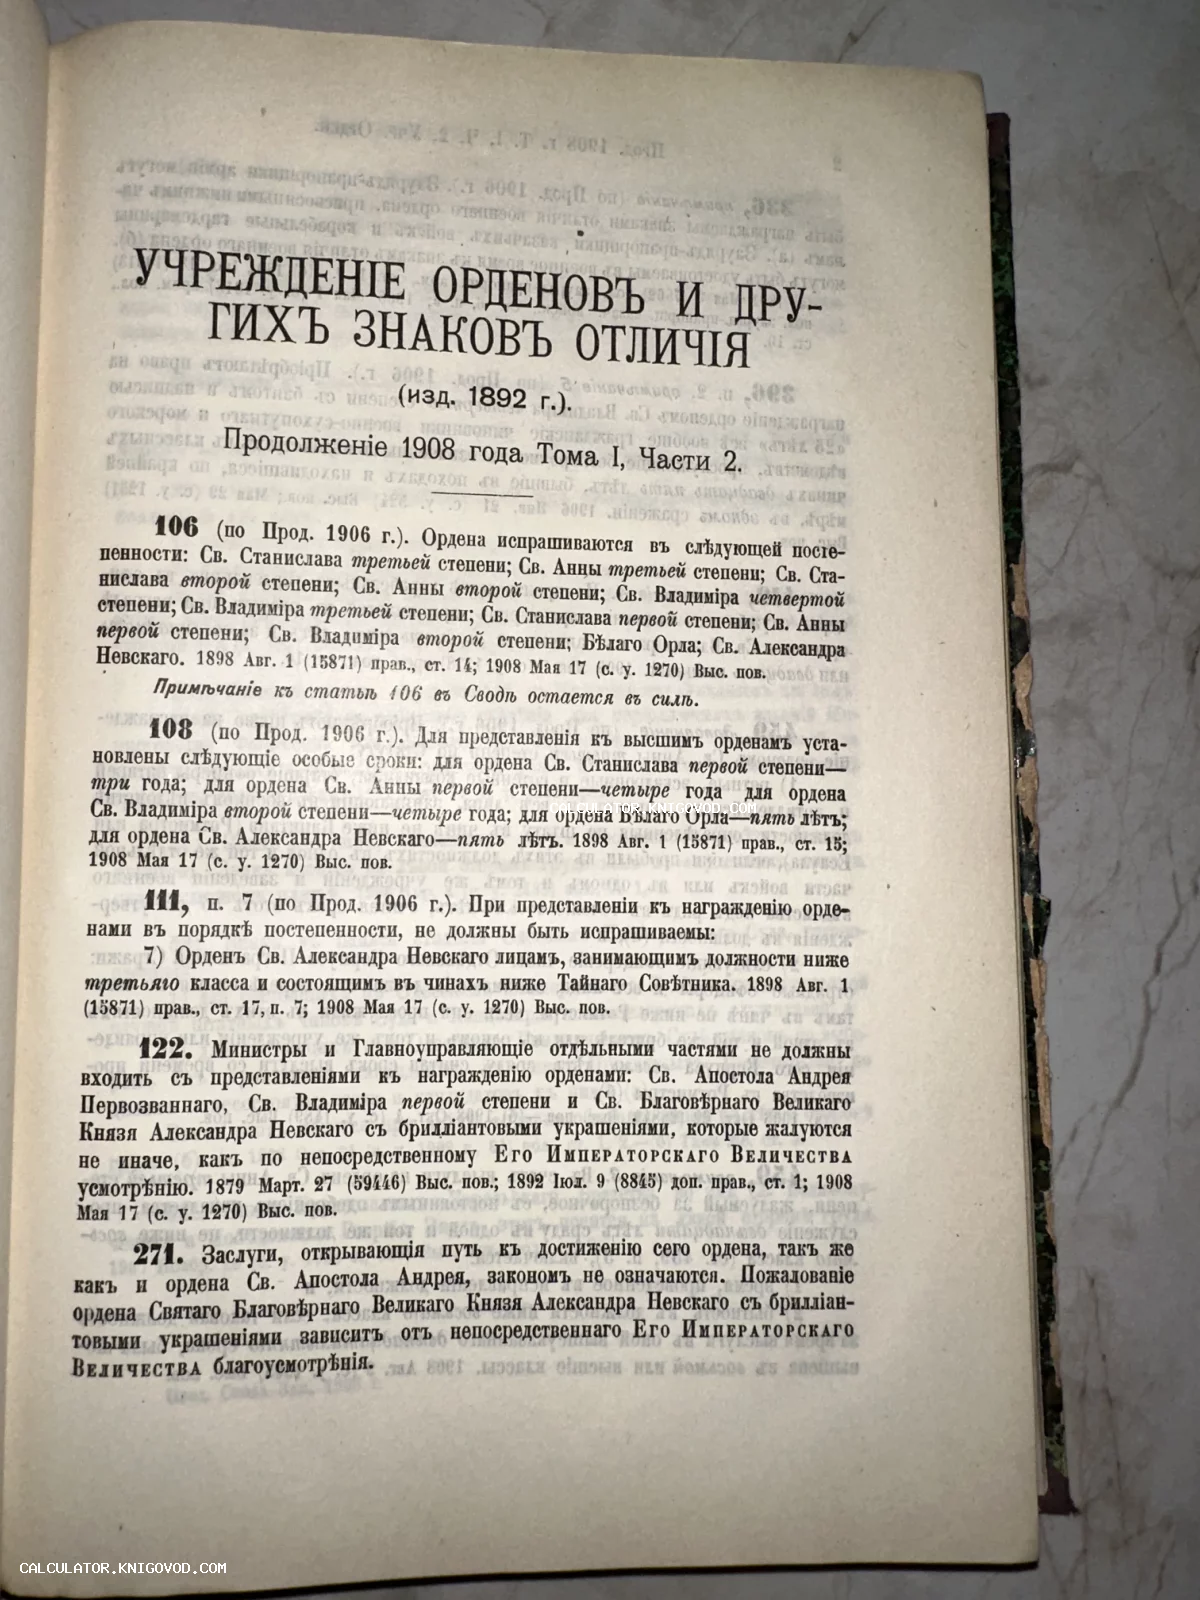 УЧРЕЖДЕНІЕ ОРДЕНОВЪ И ДРУ-
ГИХЪ ЗНАКОВЪ ОТЛИЧІЯ
(изд. 1892 г.).
Продолженіе 1908 года Тома I, Части 2.
106 (по Прод. 1906 г.). Ордена испрашиваются въ слѣдующей посте-
пенности: Св. Станислава третьей степени; Св. Анны третьей степени; Св. Ста-
нислава второй степени; Св. Анны второй степени; Св. Владиміра четвертой
степени; Св. Владиміра третьей степени; Св. Станислава первой степени; Св. Анны
первой степени; Св. Владиміра второй степени; Бѣлаго Орла; Св. Александра
Невскаго. 1898 Авг. 1 (15871) прав., ст. 14; 1908 Мая 17 (с. у. 1270) Выс. пов.
Примѣчаніе къ статьѣ 106 въ Сводѣ остается въ силѣ.
108 (по Прод. 1906 г.). Для представленія къ высшимъ орденамъ уста-
новлены слѣдующіе особые сроки: для ордена Св. Станислава первой степени—
три года; для ордена Св. Анны первой степени—четыре года для ордена
Св. Владиміра второй степени—четыре года; для ордена Бѣлаго Орла—пять лѣтъ;
для ордена Св. Александра Невскаго—пять лѣтъ. 1898 Авг. 1 (15871) прав., ст. 15;
1908 Мая 17 (с. у. 1270) Выс. пов.
111, п. 7 (по Прод. 1906 г.). При представленіи къ награжденію орде-
нами въ порядкѣ постепенности, не должны быть испрашиваемы:
7) Орденъ Св. Александра Невскаго лицамъ, занимающимъ должности ниже
третьяго класса и состоящимъ въ чинахъ ниже Тайнаго Совѣтника. 1898 Авг. 1
(15871) прав., ст. 17, п. 7; 1908 Мая 17 (с. у. 1270) Выс. пов.
122. Министры и Главноуправляющіе отдѣльными частями не должны
входить съ представленіями къ награжденію орденами: Св. Апостола Андрея
Первозваннаго, Св. Владиміра первой степени и Св. Благовѣрнаго Великаго
Князя Александра Невскаго съ брилліантовыми украшеніями, которые жалуются
не иначе, какъ по непосредственному Его Императорскаго Величества
усмотрѣнію. 1879 Март. 27 (59446) Выс. пов.; 1892 Іюл. 9 (8845) доп. прав., ст. 1; 1908
Мая 17 (с. у. 1270) Выс. пов.
271. Заслуги, открывающія путь къ достиженію сего ордена, такъ же
какъ и ордена Св. Апостола Андрея, закономъ не означаются. Пожалованіе
ордена Святаго Благовѣрнаго Великаго Князя Александра Невскаго съ брилліан-
товыми украшеніями зависитъ отъ непосредственнаго Его Императорскаго
Величества благоусмотрѣнія.
CALCULATOR.KNIGOVOD.COM
CALCULATOR.KNIGOVOD.COM